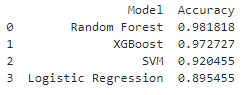 Model Accuracy
0 Random Forest 0.981818
1 XGBoost 0.972727
2 SVM 0.920455
3 Logistic Regression 0.895455